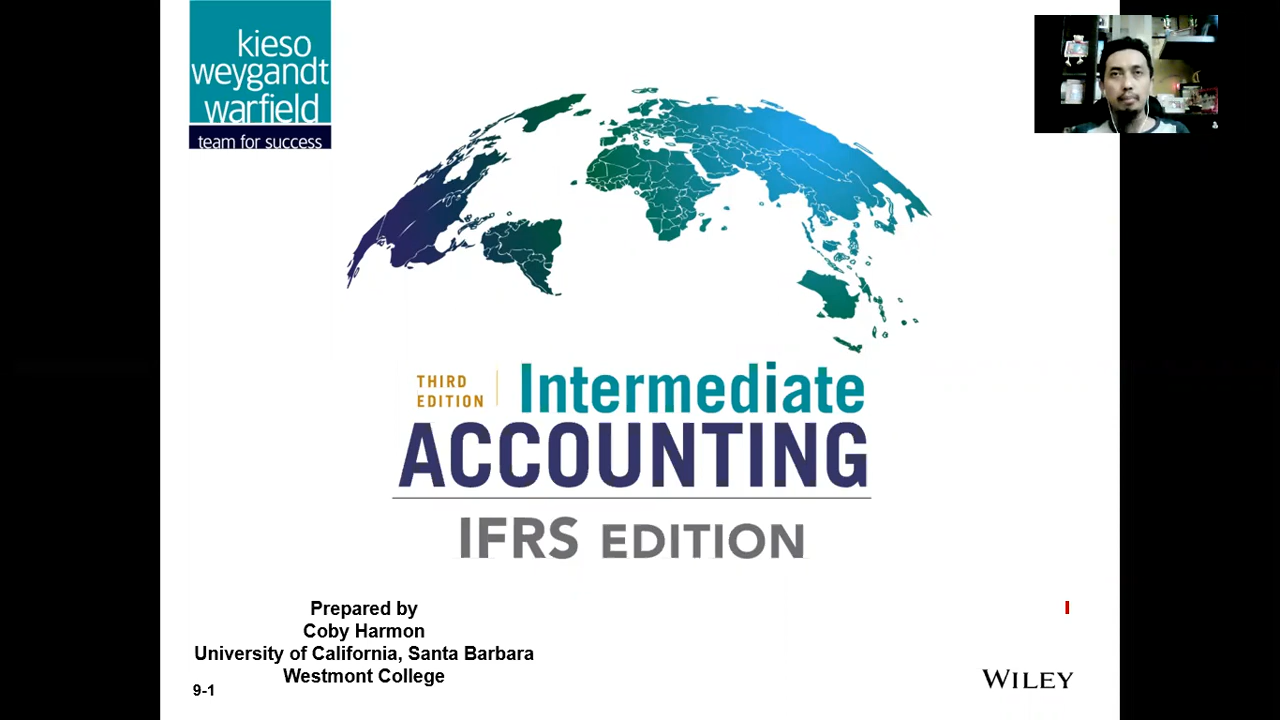 kieso
weygandt
warfield
team for success
THIRD
EDITION
Intermediate
ACCOUNTING
IFRS EDITION
Prepared by
Coby Harmon
University of California, Santa Barbara
Westmont College
9-1
I
WILEY